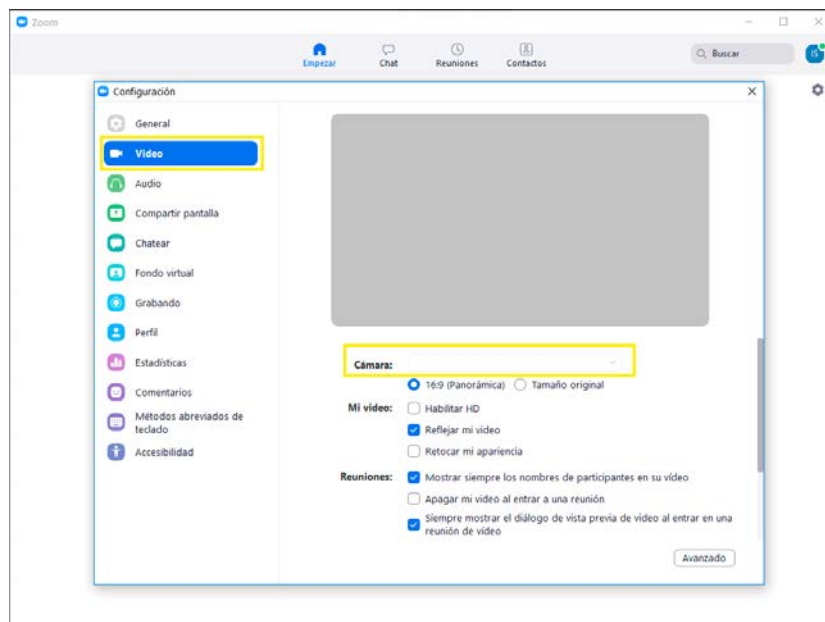 Zoom
Empezar
Chat
Reuniones
Contactos
Buscar
IS
Configuración
General
Video
Audio
Compartir pantalla
Chatear
Fondo virtual
Grabando
Perfil
Estadísticas
Comentarios
Métodos abreviados de
teclado
Accesibilidad
Cámara:
16:9 (Panorámica) Tamaño original
Mi video: Habilitar HD
Reflejar mi video
Retocar mi apariencia
Reuniones: Mostrar siempre los nombres de participantes en su vídeo
Apagar mi video al entrar a una reunión
Siempre mostrar el diálogo de vista previa de video al entrar en una
reunión de vídeo
Avanzado